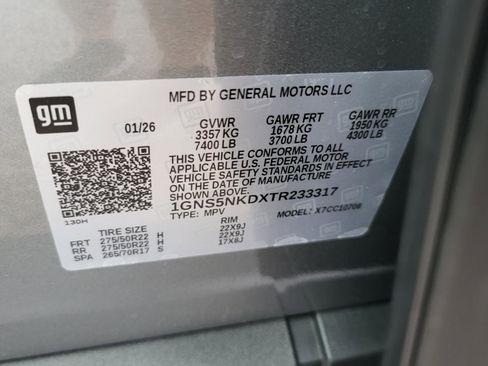 gm
MFD BY GENERAL MOTORS LLC
01/26 GVWR GAWR FRT GAWR RR
3357 KG 1678 KG 1950 KG
7400 LB 3700 LB 4300 LB
THIS VEHICLE CONFORMS TO ALL
APPLICABLE U.S. FEDERAL MOTOR
VEHICLE SAFETY STANDARDS IN EFFECT
ON THE DATE OF MANUFACTURE
SHOWN ABOVE.
1GNS5NKDXTR233317
TYPE: MPV MODEL: X7CC10706
130H
TIRE SIZE RIM
FRT 275/50R22 H 22X9J
RR 275/50R22 H 22X9J
SPA 265/70R17 S 17X8J